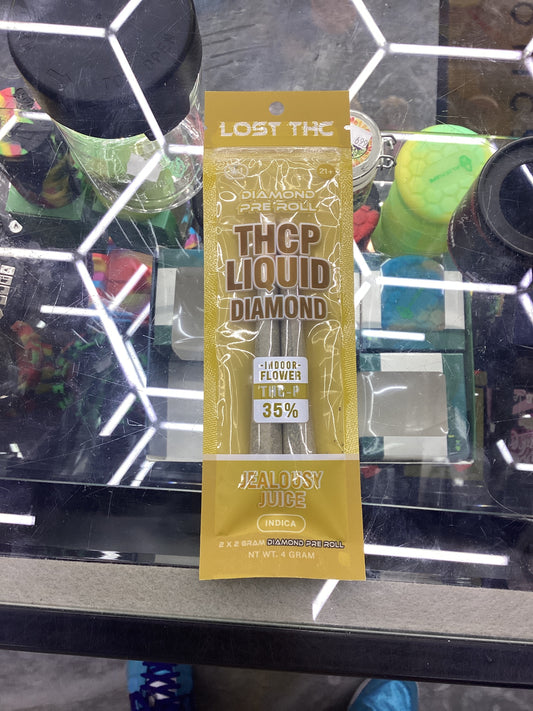 LOST THC
21+
DIAMOND
PRE ROLL
THCP
LIQUID
DIAMOND
-INDOOR-
FLOWER
THC-P
35%
JEALOUSY
JUICE
INDICA
2 X 2 GRAM DIAMOND PRE ROLL
NT WT. 4 GRAM